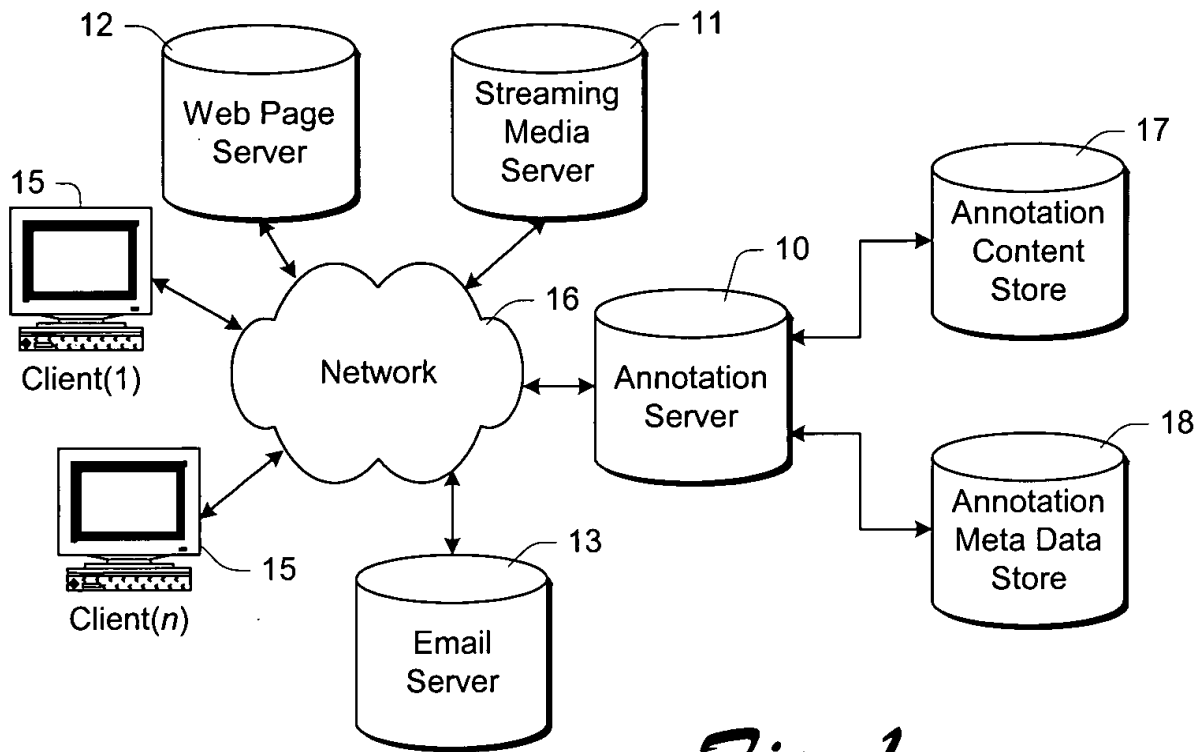 12
Web Page
Server
11
Streaming
Media
Server
15
Client(1)
16
Network
10
Annotation
Server
17
Annotation
Content
Store
18
Annotation
Meta Data
Store
15
Client(n)
13
Email
Server
Fig. 1